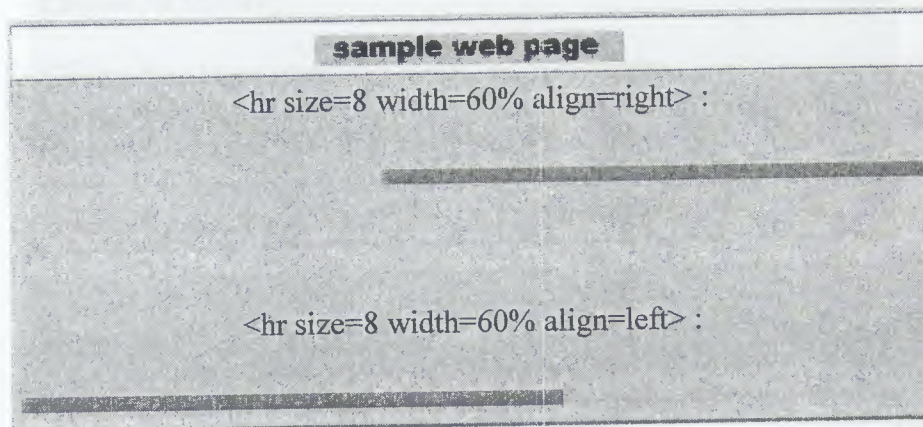 sample web page
<hr size=8 width=60% align=right> :
<hr size=8 width=60% align=left> :